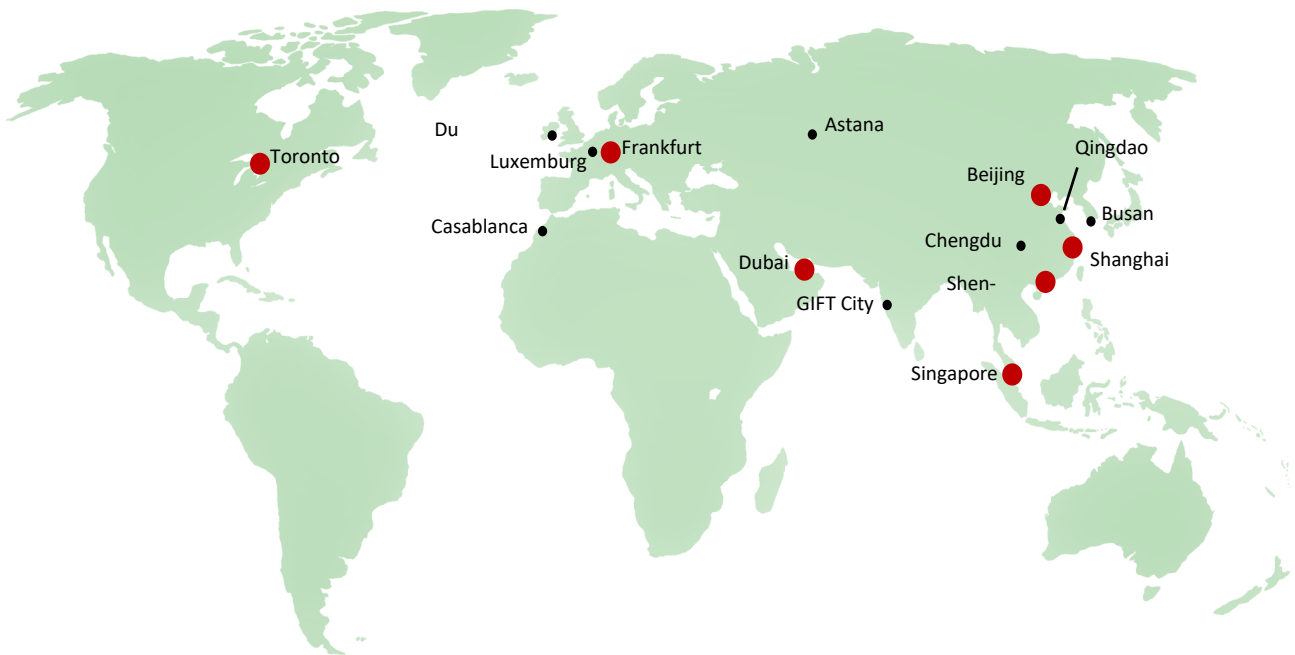 Du
Astana
Qingdao
Toronto
Luxemburg
Frankfurt
Beijing
Casablanca
Busan
Chengdu
Shanghai
Dubai
Shen-
GIFT City
Singapore